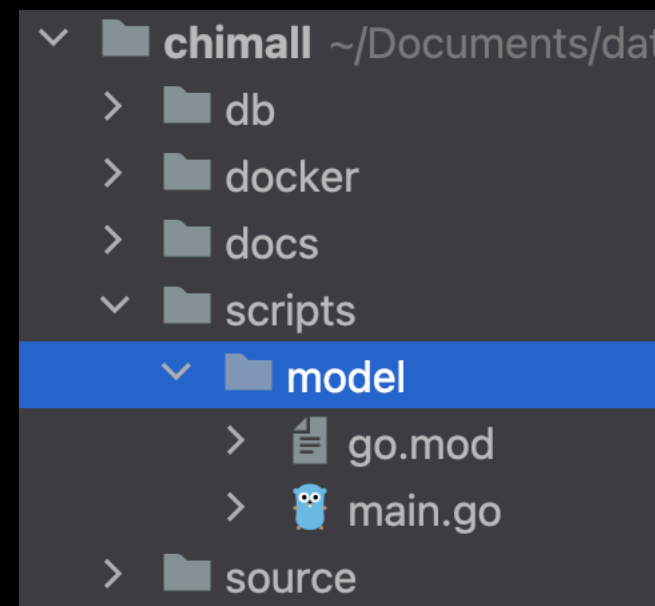 chimall ~/Documents/dat
db
docker
docs
scripts
model
go.mod
main.go
source